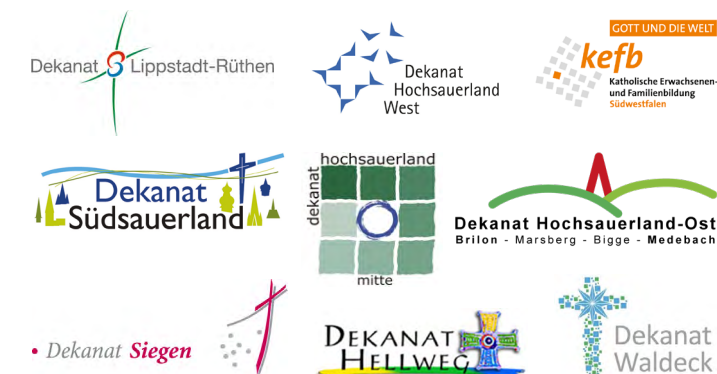 Dekanat Lippstadt-Rüthen
Dekanat
Hochsauerland
West
GOTT UND DIE WELT
kefb
Katholische Erwachsenen-
und Familienbildung
Südwestfalen
Dekanat
Südsauerland
hochsauerland
dekanat
mitte
Dekanat Hochsauerland-Ost
Brilon - Marsberg - Bigge - Medebach
• Dekanat Siegen
DEKANAT
HELLWEG
Dekanat
Waldeck